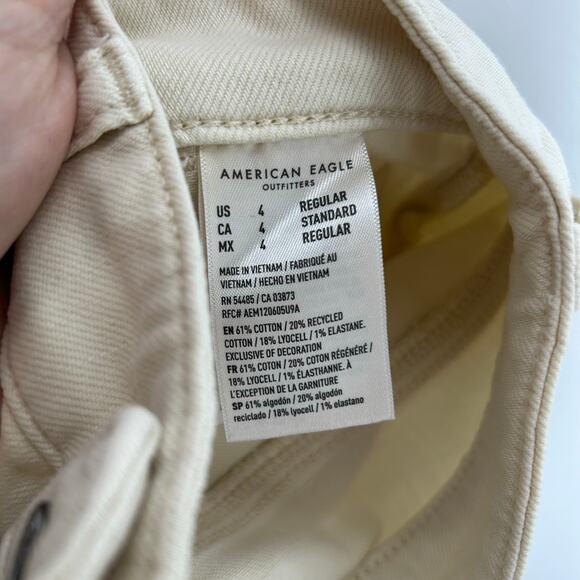 AMERICAN EAGLE
OUTFITTERS
US 4 REGULAR
CA 4 STANDARD
MX 4 REGULAR
MADE IN VIETNAM / FABRIQUÉ AU
VIETNAM / HECHO EN VIETNAM
RN 54485 / CA 03873
RFC# AEM120605U9A
EN 61% COTTON / 20% RECYCLED
COTTON / 18% LYOCELL / 1% ELASTANE.
EXCLUSIVE OF DECORATION
FR 61% COTON / 20% COTON RÉGÉNÉRÉ /
18% LYOCELL / 1% ÉLASTHANNE. À
L'EXCEPTION DE LA GARNITURE
SP 61% algodón / 20% algodón
reciclado / 18% lyocell / 1% elastano